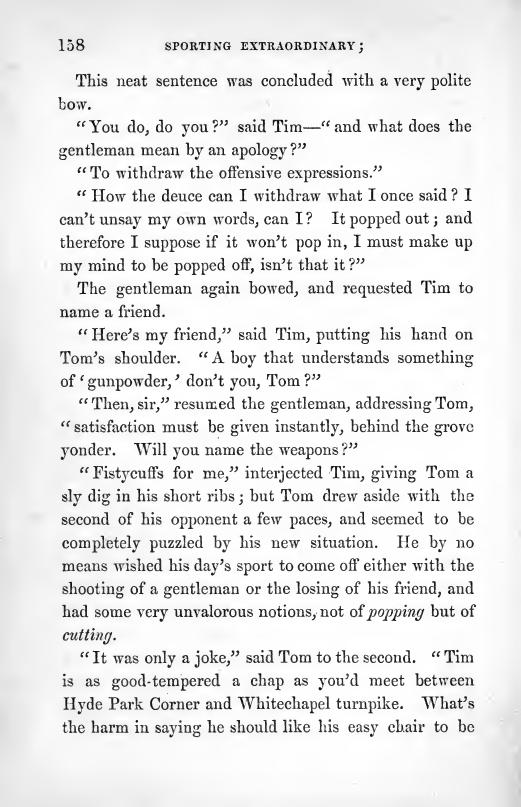 158 SPORTING EXTRAORDINARY;
This neat sentence was concluded with a very polite
bow.
"You do, do you?" said Tim—"and what does the
gentleman mean by an apology?"
"To withdraw the offensive expressions."
"How the deuce can I withdraw what I once said? I
can't unsay my own words, can I? It popped out; and
therefore I suppose if it won't pop in, I must make up
my mind to be popped off, isn't that it?"
The gentleman again bowed, and requested Tim to
name a friend.
"Here's my friend," said Tim, putting his hand on
Tom's shoulder. "A boy that understands something
of 'gunpowder,' don't you, Tom?"
"Then, sir," resumed the gentleman, addressing Tom,
"satisfaction must be given instantly, behind the grove
yonder. Will you name the weapons?"
"Fistycuffs for me," interjected Tim, giving Tom a
sly dig in his short ribs; but Tom drew aside with the
second of his opponent a few paces, and seemed to be
completely puzzled by his new situation. He by no
means wished his day's sport to come off either with the
shooting of a gentleman or the losing of his friend, and
had some very unvalorous notions, not of popping but of
cutting.
"It was only a joke," said Tom to the second. "Tim
is as good-tempered a chap as you'd meet between
Hyde Park Corner and Whitechapel turnpike. What's
the harm in saying he should like his easy chair to be